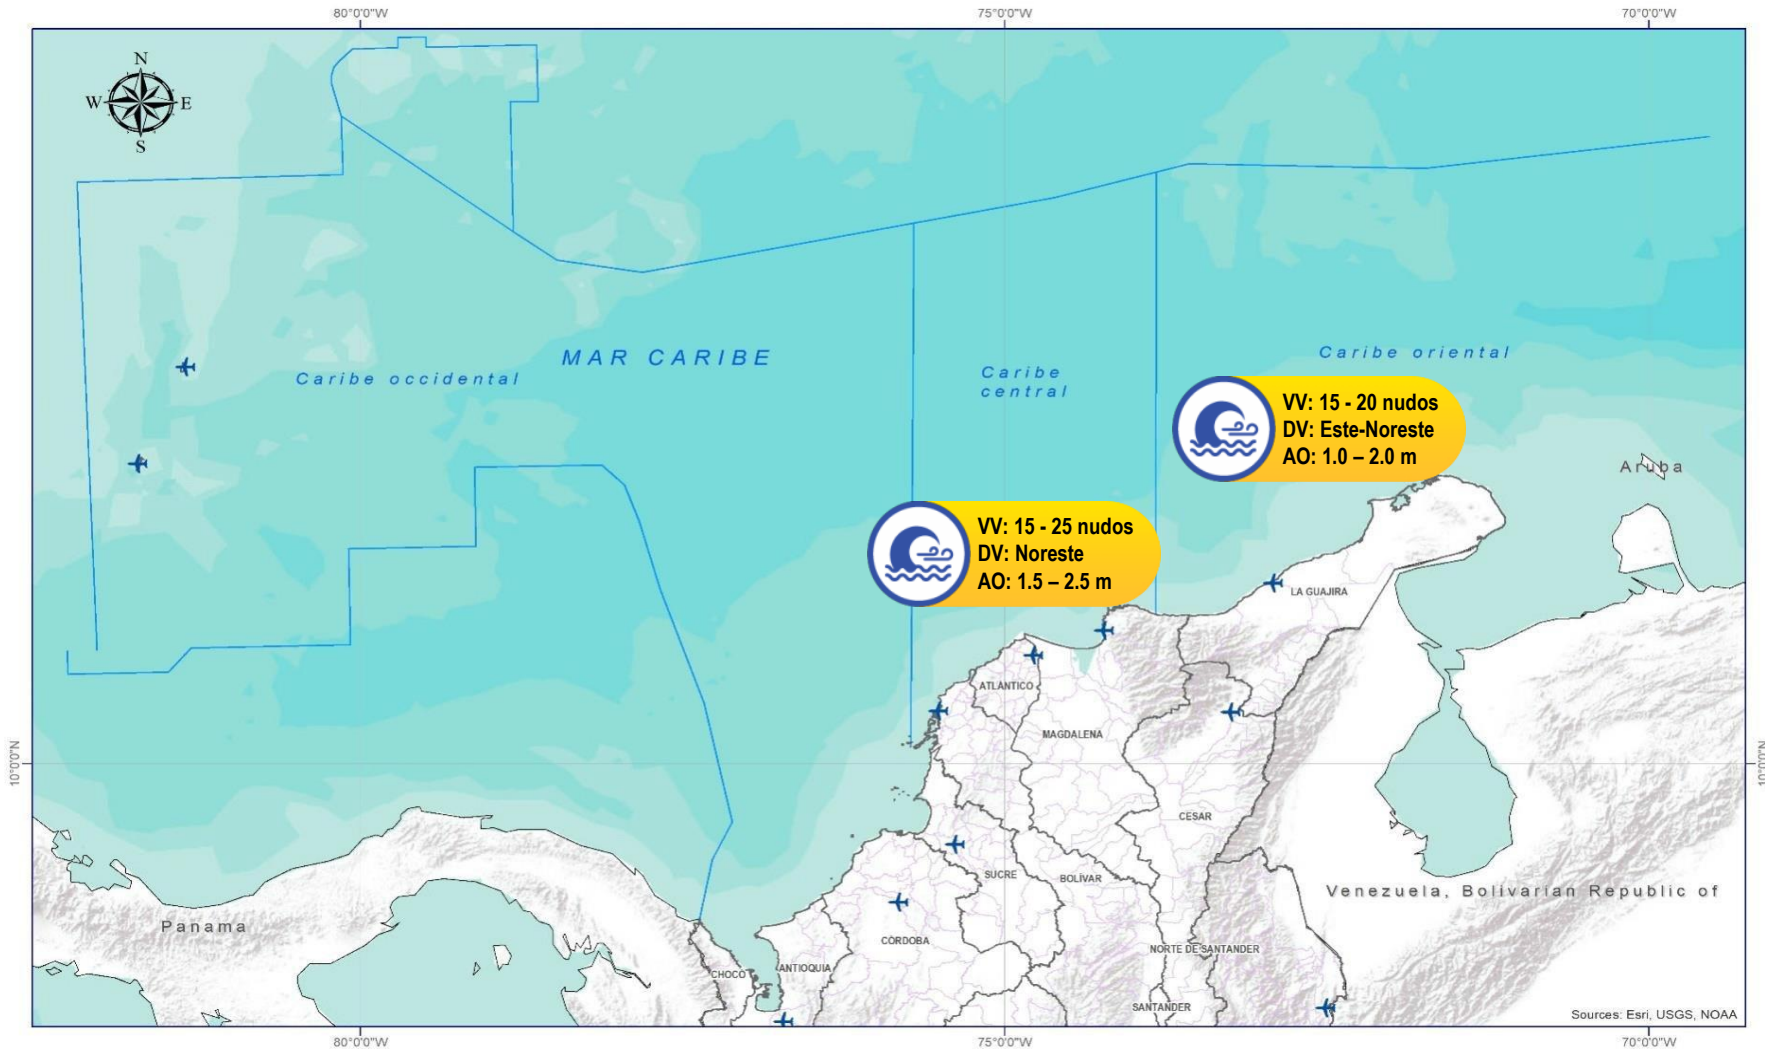 80°0'0"W
75°0'0"W
70°0'0"W
N
W
E
S
MAR CARIBE
Caribe oriental
Caribe occidental
Caribe
central
VV: 15 - 20 nudos
DV: Este-Noreste
AO: 1.0 – 2.0 m
Aruba
VV: 15 - 25 nudos
DV: Noreste
AO: 1.5 – 2.5 m
LA GUAJIRA
ATLANTICO
MAGDALENA
10°0'0"N
10°0'0"N
CESAR
SUCRE
BOLÍVAR
Venezuela, Bolivarian Republic of
Panama
CÓRDOBA
NORTE DE SANTANDER
CHOCO
ANTIOQUIA
SANTANDER
Sources: Esri, USGS, NOAA
80°0'0"W
75°0'0"W
70°0'0"W